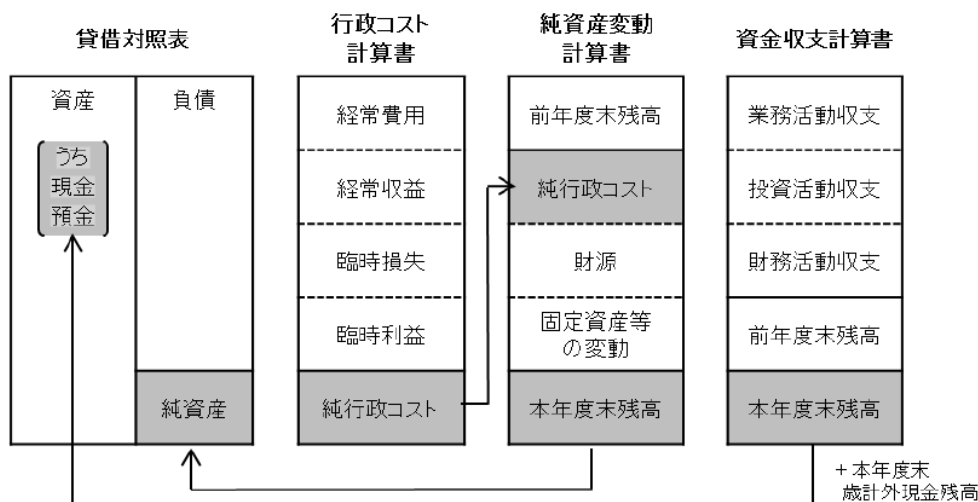 貸借対照表
資産
負債
うち
現金
預金
純資産
行政コスト
計算書
経常費用
経常収益
臨時損失
臨時利益
純行政コスト
純資産変動
計算書
前年度末残高
純行政コスト
財源
固定資産等
の変動
本年度末残高
資金収支計算書
業務活動収支
投資活動収支
財務活動収支
前年度末残高
本年度末残高
+本年度末
歳計外現金残高